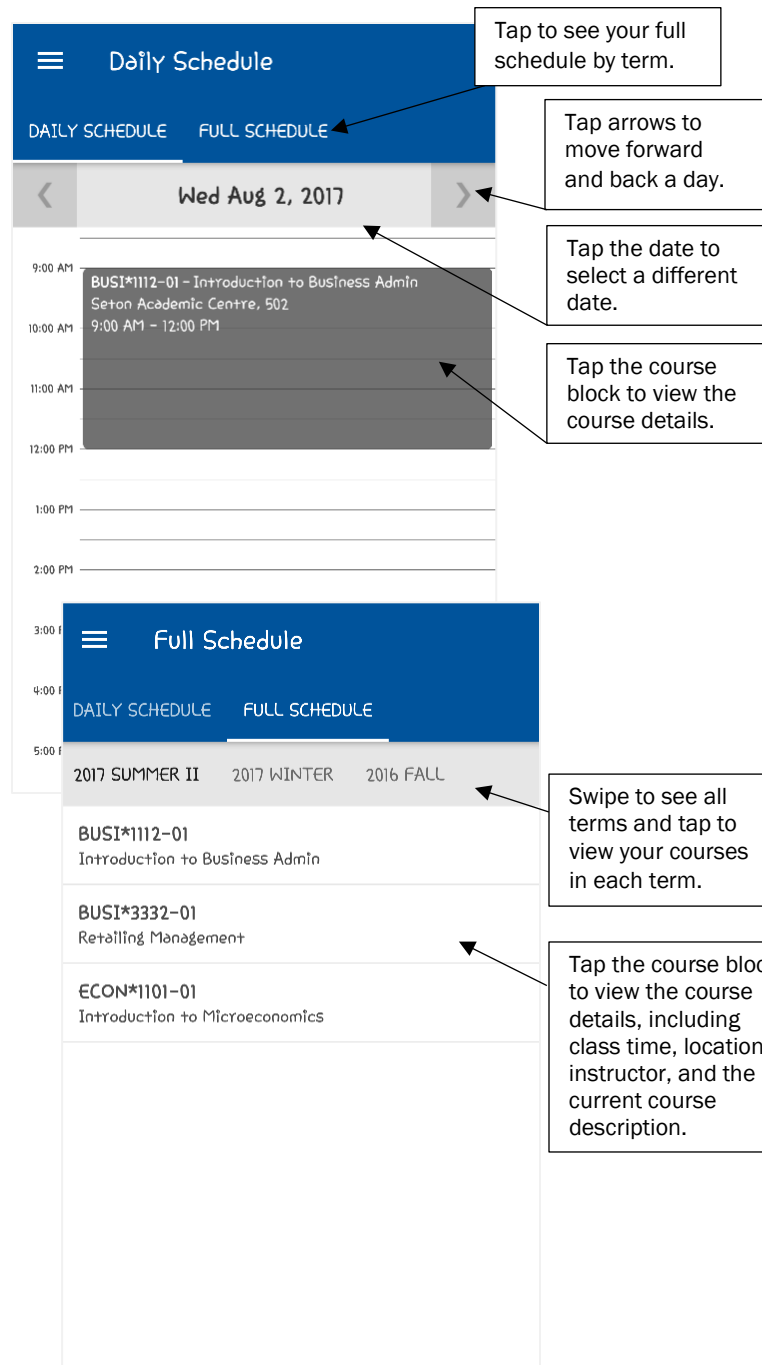 Tap to see your full
schedule by term.
Daily Schedule
DAILY SCHEDULE FULL SCHEDULE
Tap arrows to
move forward
and back a day.
Wed Aug 2, 2017
Tap the date to
select a different
date.
9:00 AM
BUSI*1112-01 - Introduction to Business Admin
Seton Academic Centre, 502
9:00 AM - 12:00 PM
10:00 AM
11:00 AM
12:00 PM
Tap the course
block to view the
course details.
1:00 PM
2:00 PM
3:00
4:00
5:00
Full Schedule
DAILY SCHEDULE FULL SCHEDULE
2017 SUMMER II 2017 WINTER 2016 FALL
Swipe to see all
terms and tap to
view your courses
in each term.
BUSI*1112-01
Introduction to Business Admin
BUSI*3332-01
Retailing Management
ECON*1101-01
Introduction to Microeconomics
Tap the course
to view the course
details, including
class time, location
instructor, and the
current course
description.